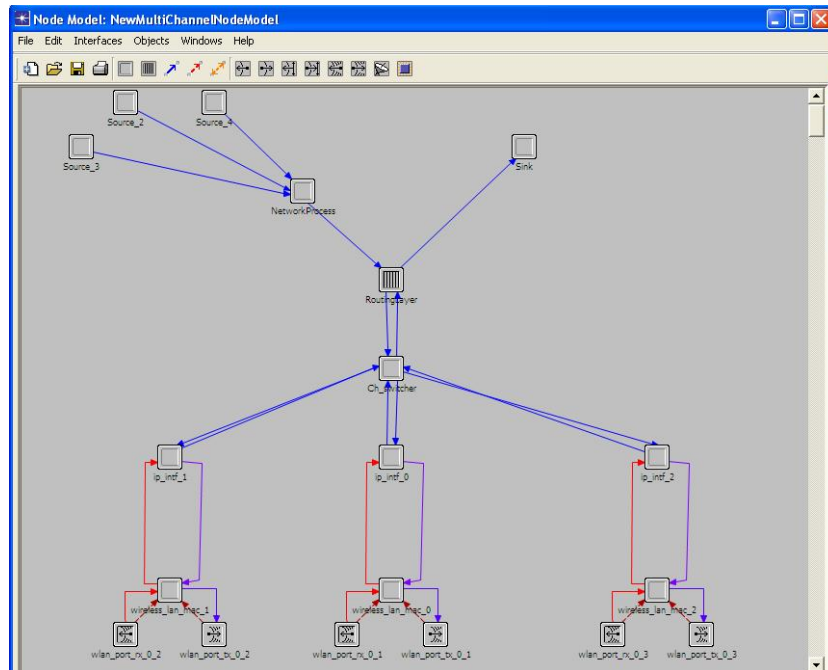 Node Model: NewMultiChannelNodeModel
File Edit Interfaces Objects Windows Help
Source_2
Source_4
Source_3
Sink
NetworkProcess
RoutingLayer
Ch_switcher
ip_intf_1
ip_intf_0
ip_intf_2
wireless_lan_mac_1
wireless_lan_mac_0
wireless_lan_mac_2
wlan_port_rx_0_2
wlan_port_tx_0_2
wlan_port_rx_0_1
wlan_port_tx_0_1
wlan_port_rx_0_3
wlan_port_tx_0_3